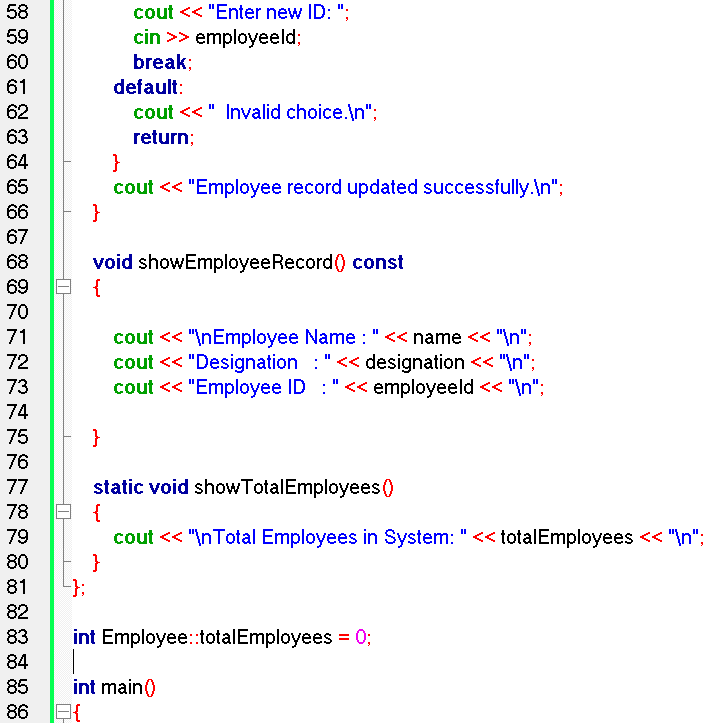 58 cout << "Enter new ID: ";
59 cin >> employeeId;
60 break;
61 default:
62 cout << "  Invalid choice.\n";
63 return;
64 }
65 cout << "Employee record updated successfully.\n";
66 }
67
68 void showEmployeeRecord() const
69 {
70
71 cout << "\nEmployee Name : " << name << "\n";
72 cout << "Designation   : " << designation << "\n";
73 cout << "Employee ID   : " << employeeId << "\n";
74
75 }
76
77 static void showTotalEmployees()
78 {
79 cout << "\nTotal Employees in System: " << totalEmployees << "\n";
80 }
81 };
82
83 int Employee::totalEmployees = 0;
84
85 int main()
86 {